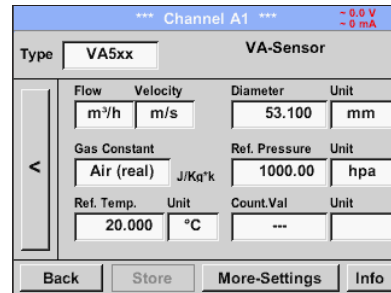 *** Channel A1 ***
~ 0.0 V
~ 0 mA
Type VA5xx VA-Sensor
Flow Velocity Diameter Unit
m³/h m/s 53.100 mm
Gas Constant Ref. Pressure Unit
Air (real) J/Kg*k 1000.00 hpa
<
Ref. Temp. Unit Count.Val Unit
20.000 °C ---
Back Store More-Settings Info